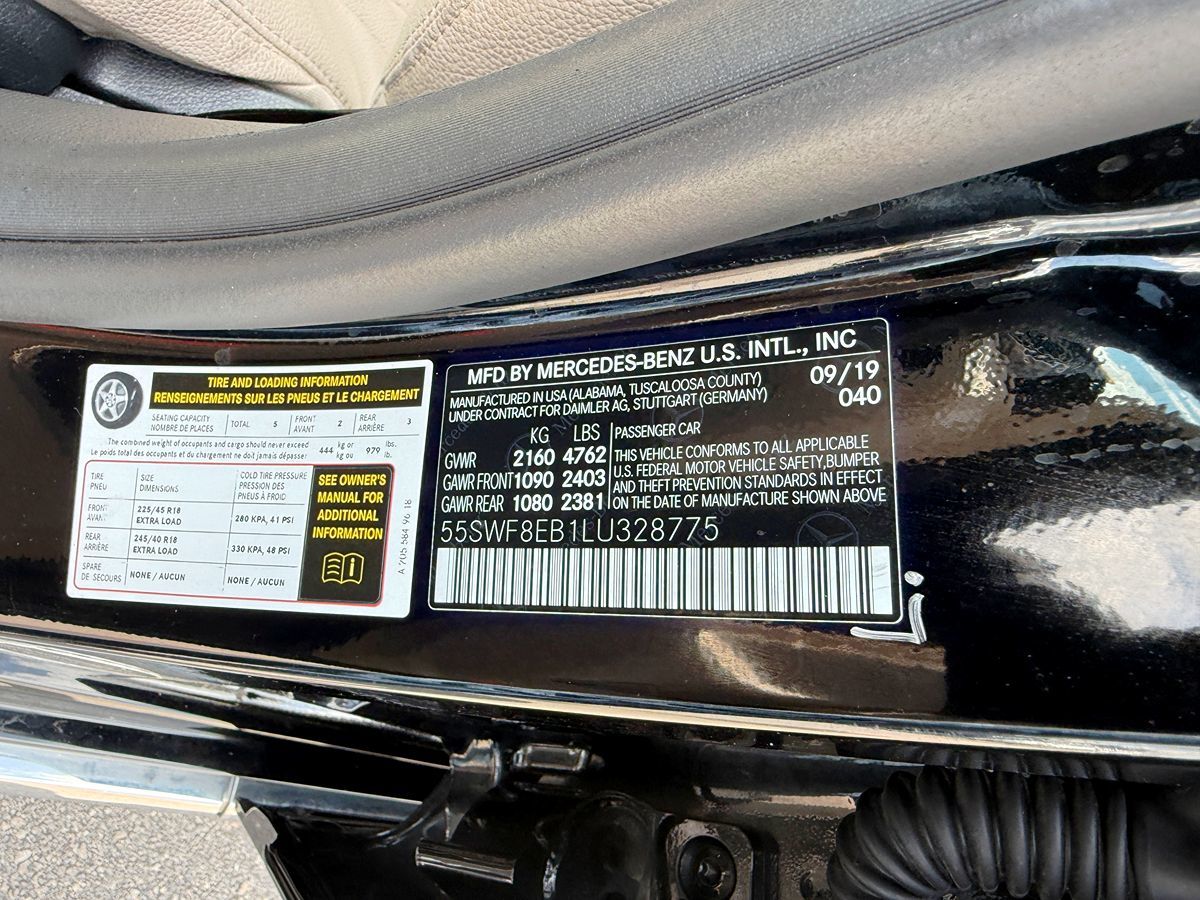 TIRE AND LOADING INFORMATION
RENSEIGNEMENTS SUR LES PNEUS ET LE CHARGEMENT
SEATING CAPACITY
NOMBRE DE PLACES
TOTAL 5
FRONT
AVANT 2
REAR
ARRIÈRE 3
The combined weight of occupants and cargo should never exceed
Le poids total des occupants et du chargement ne doit jamais dépasser
444 kg or
kg ou
979 lbs.
lb.
TIRE
PNEU
SIZE
DIMENSIONS
COLD TIRE PRESSURE
PRESSION DES
PNEUS À FROID
FRONT
AVANT
225/45 R18
EXTRA LOAD
280 KPA, 41 PSI
REAR
ARRIÈRE
245/40 R18
EXTRA LOAD
330 KPA, 48 PSI
SPARE
DE SECOURS
NONE / AUCUN
NONE / AUCUN
SEE OWNER'S
MANUAL FOR
ADDITIONAL
INFORMATION
A 205 584 96 18
MFD BY MERCEDES-BENZ U.S. INTL., INC
MANUFACTURED IN USA (ALABAMA, TUSCALOOSA COUNTY)
UNDER CONTRACT FOR DAIMLER AG, STUTTGART (GERMANY)
09/19
040
KG LBS
GVWR 2160 4762
GAWR FRONT 1090 2403
GAWR REAR 1080 2381
PASSENGER CAR
THIS VEHICLE CONFORMS TO ALL APPLICABLE
U.S. FEDERAL MOTOR VEHICLE SAFETY,BUMPER
AND THEFT PREVENTION STANDARDS IN EFFECT
ON THE DATE OF MANUFACTURE SHOWN ABOVE
55SWF8EB1LU328775